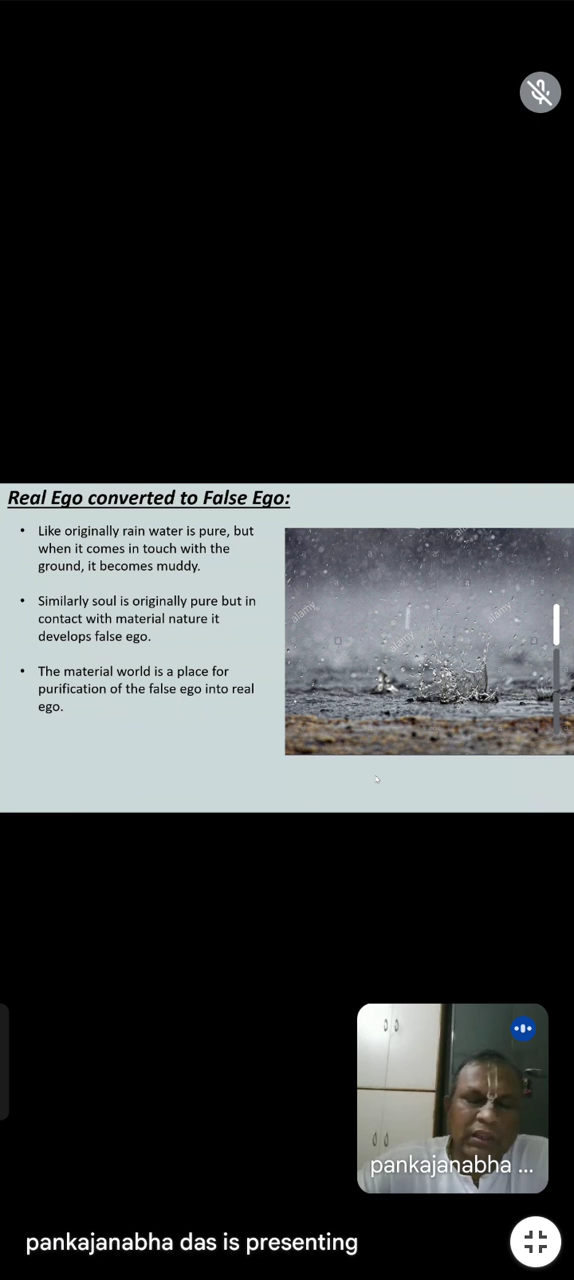 Real Ego converted to False Ego:
• Like originally rain water is pure, but
when it comes in touch with the
ground, it becomes muddy.
• Similarly soul is originally pure but in
contact with material nature it
develops false ego.
• The material world is a place for
purification of the false ego into real
ego.
alamy
alamy
alamy
pankajanabha ...
pankajanabha das is presenting